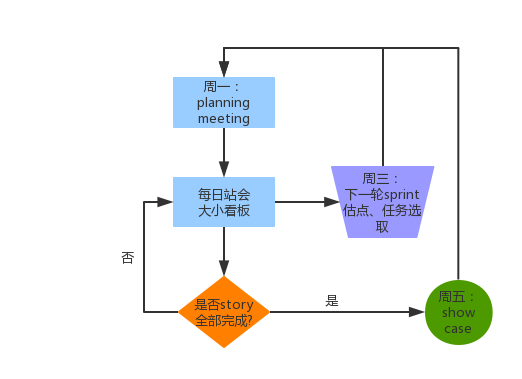 周一：
planning
meeting
每日站会
大小看板
周三：
下一轮sprint
估点、任务选
取
否
是否story
全部完成?
是
周五：
show
case